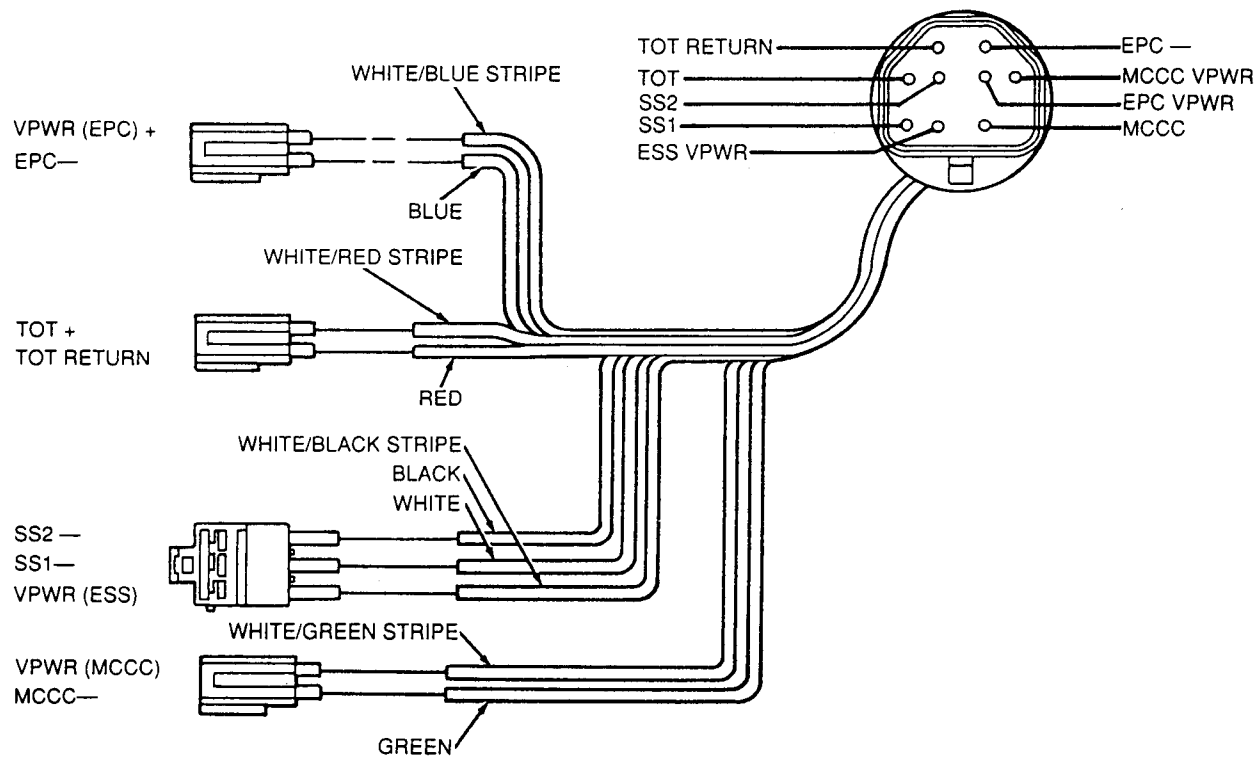 TOT RETURN
EPC —
TOT
MCCC VPWR
SS2
EPC VPWR
SS1
MCCC
ESS VPWR
WHITE/BLUE STRIPE
VPWR (EPC) +
EPC—
BLUE
WHITE/RED STRIPE
TOT +
TOT RETURN
RED
WHITE/BLACK STRIPE
BLACK
WHITE
SS2 —
SS1—
VPWR (ESS)
WHITE/GREEN STRIPE
VPWR (MCCC)
MCCC—
GREEN